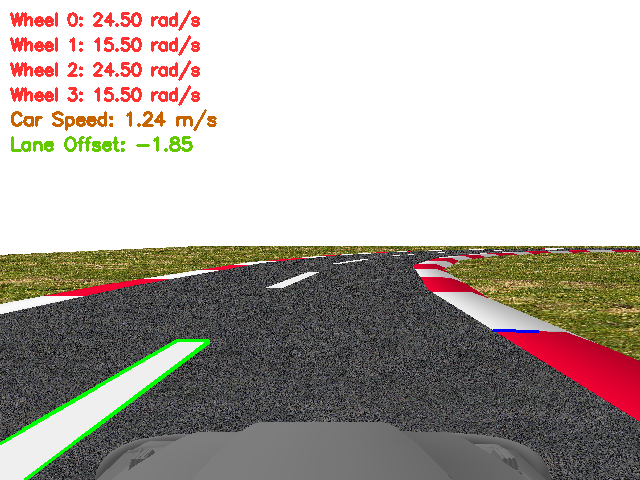 Wheel 0: 24.50 rad/s
Wheel 1: 15.50 rad/s
Wheel 2: 24.50 rad/s
Wheel 3: 15.50 rad/s
Car Speed: 1.24 m/s
Lane Offset: -1.85